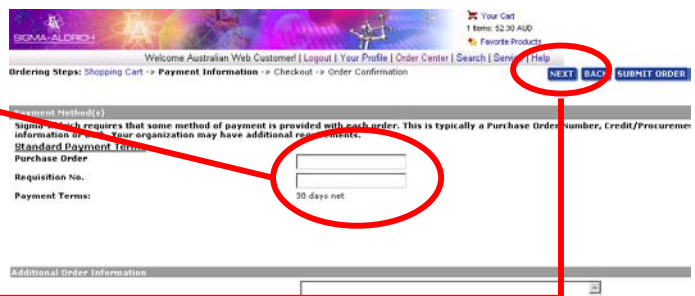 SIGMA-ALDRICH
Your Cart
1 items: 52.30 AUD
Favorite Products
Welcome Australian Web Customer! | Logout | Your Profile | Order Center | Search | Service | Help
Ordering Steps: Shopping Cart -> Payment Information -> Checkout -> Order Confirmation
NEXT BACK SUBMIT ORDER
Payment Method(s)
Sigma-Aldrich requires that some method of payment is provided with each order. This is typically a Purchase Order Number, Credit/Procuremen
information or both. Your organization may have additional requirements.
Standard Payment Terms
Purchase Order
Requisition No.
Payment Terms: 30 days net
Additional Order Information